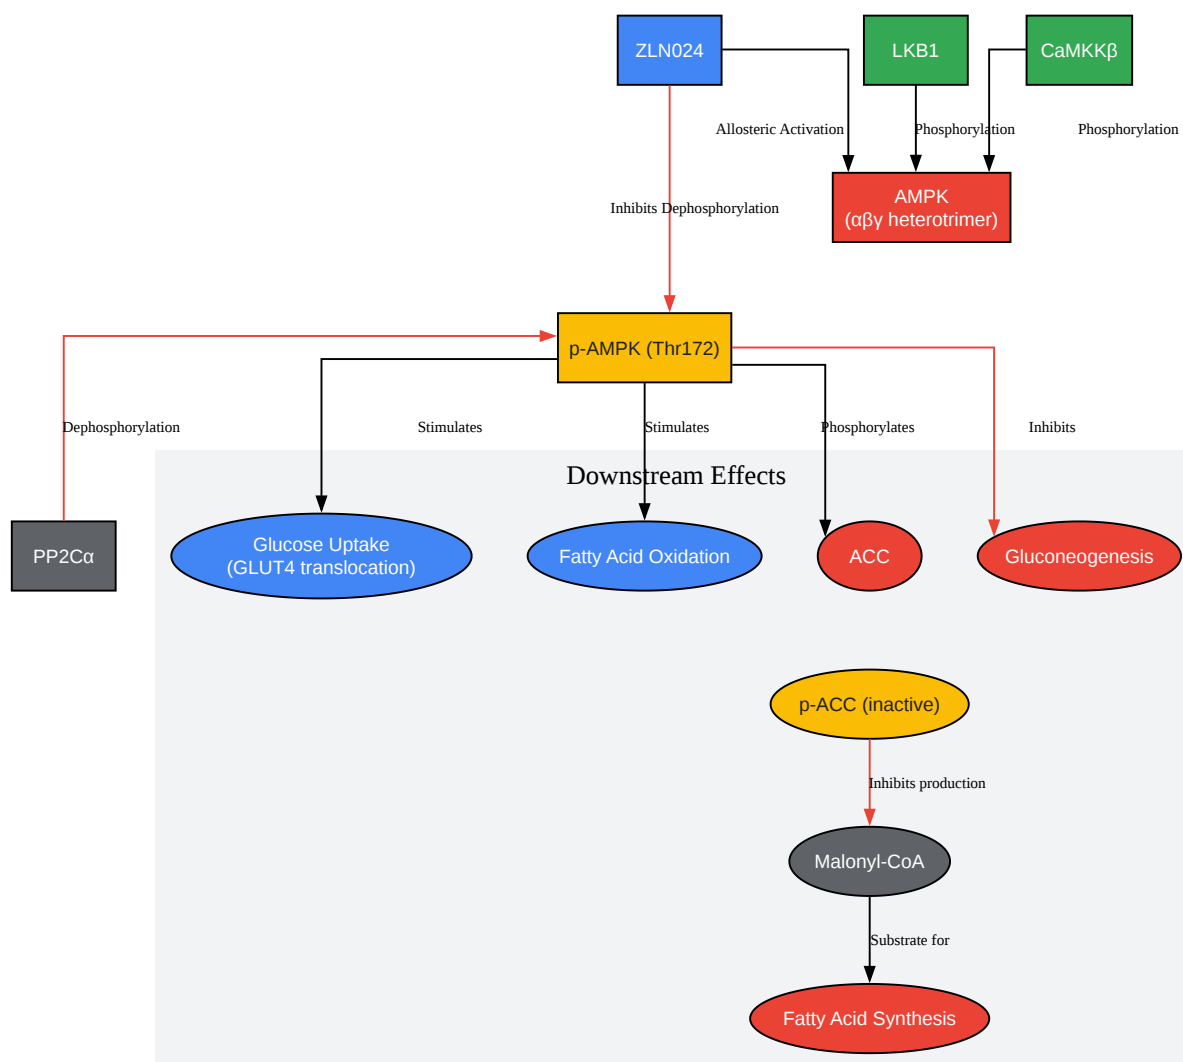 ZLN024
LKB1
CaMKKβ
Allosteric Activation
Phosphorylation
Phosphorylation
AMPK
(αβγ heterotrimer)
Inhibits Dephosphorylation
p-AMPK (Thr172)
Dephosphorylation
Stimulates
Stimulates
Phosphorylates
Inhibits
Downstream Effects
PP2Cα
Glucose Uptake
(GLUT4 translocation)
Fatty Acid Oxidation
ACC
Gluconeogenesis
p-ACC (inactive)
Inhibits production
Malonyl-CoA
Substrate for
Fatty Acid Synthesis